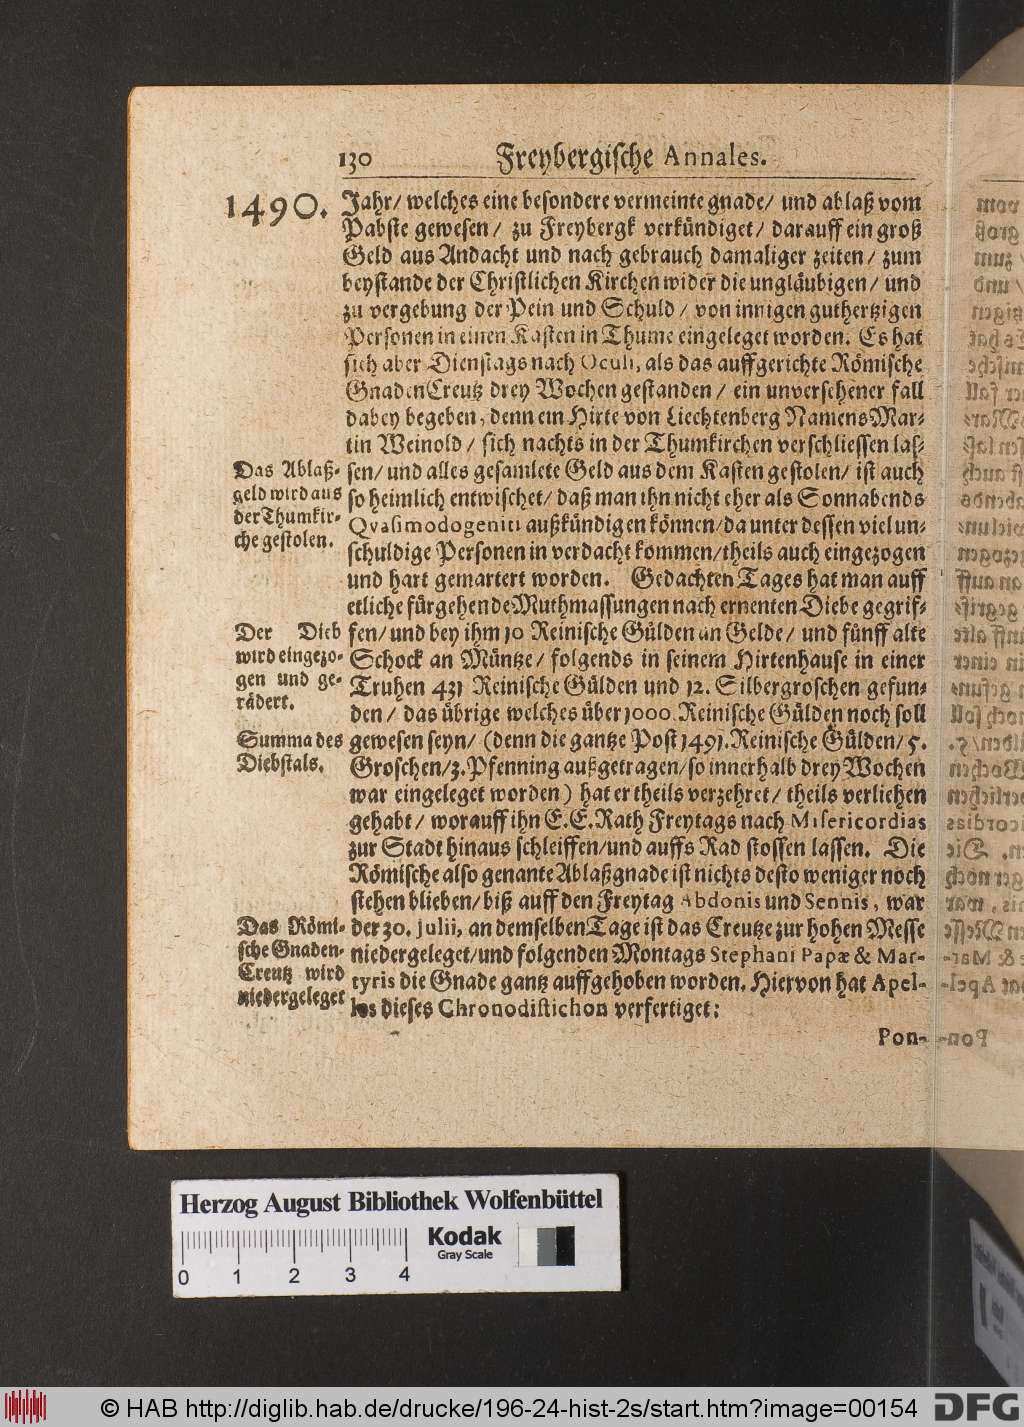 130 Freybergische Annales.
1490.
Jahr/ welches eine besondere vermeinte gnade/ und ablaß vom
Pabste gewesen/ zu Freybergk verkündiget/ darauff ein groß
Geld aus Andacht und nach gebrauch damaliger zeiten/ zum
beystande der Christlichen Kirchen wider die ungläubigen/ und
zu vergebung der Pein und Schuld/ von innigen guthertzigen
Personen in einen Kasten in Thume eingeleget worden. Es hat
sich aber Dienstags nach Oculi, als das auffgerichte Römische
GnadenCreutz drey Wochen gestanden/ ein unversehener fall
dabey begeben, denn ein Hirte von Liechtenberg Namens Mar-
tin Weinold/ sich nachts in der Thumkirchen verschliessen las-
sen/ und alles gesamlete Geld aus dem Kasten gestolen/ ist auch
so heimlich entwischet/ daß man ihn nicht eher als Sonnabends
Qvasimodogeniti außkündigen können/ da unter dessen viel un-
schuldige Personen in verdacht kommen/ theils auch eingezogen
und hart gemartert worden. Gedachten Tages hat man auff
etliche fürgehende Muthmassungen nach ernenten Diebe gegrif-
fen/ und bey ihm 10 Reinische Gülden an Gelde/ und fünff alte
Schock an Müntze/ folgends in seinem Hirtenhause in einer
Truhen 431 Reinische Gülden und 12. Silbergroschen gefun-
den/ das übrige welches über 1000. Reinische Gülden noch soll
gewesen seyn/ (denn die gantze Post 1491. Reinische Gülden/ 5.
Groschen/ 3. Pfenning außgetragen/ so innerhalb drey Wochen
war eingeleget worden) hat er theils verzehret/ theils verliehen
gehabt/ worauff ihn E. E. Rath Freytags nach Misericordias
zur Stadt hinaus schleiffen/ und auffs Rad stossen lassen. Die
Römische also genante Ablaßgnade ist nichts desto weniger noch
stehen blieben/ biß auff den Freytag Abdonis und Sennis, war
der 30. Julii, an demselben Tage ist das Creutze zur hohen Messe
niedergeleget/ und folgenden Montags Stephani Papæ & Mar-
tyris die Gnade gantz auffgehoben worden. Hiervon hat Apel-
les dieses Chronodistichon verfertiget:
Pon-
Das Ablaß-
geld wird aus
der Thumkir-
che gestolen.
Der Dieb
wird eingezo-
gen und ge-
rädert.
Summa des
Diebstals.
Das Römi-
sche Gnaden-
Creutz wird
niedergeleget
Herzog August Bibliothek Wolfenbüttel
Kodak
Gray Scale
0 1 2 3 4
© HAB http://diglib.hab.de/drucke/196-24-hist-2s/start.htm?image=00154
DFG